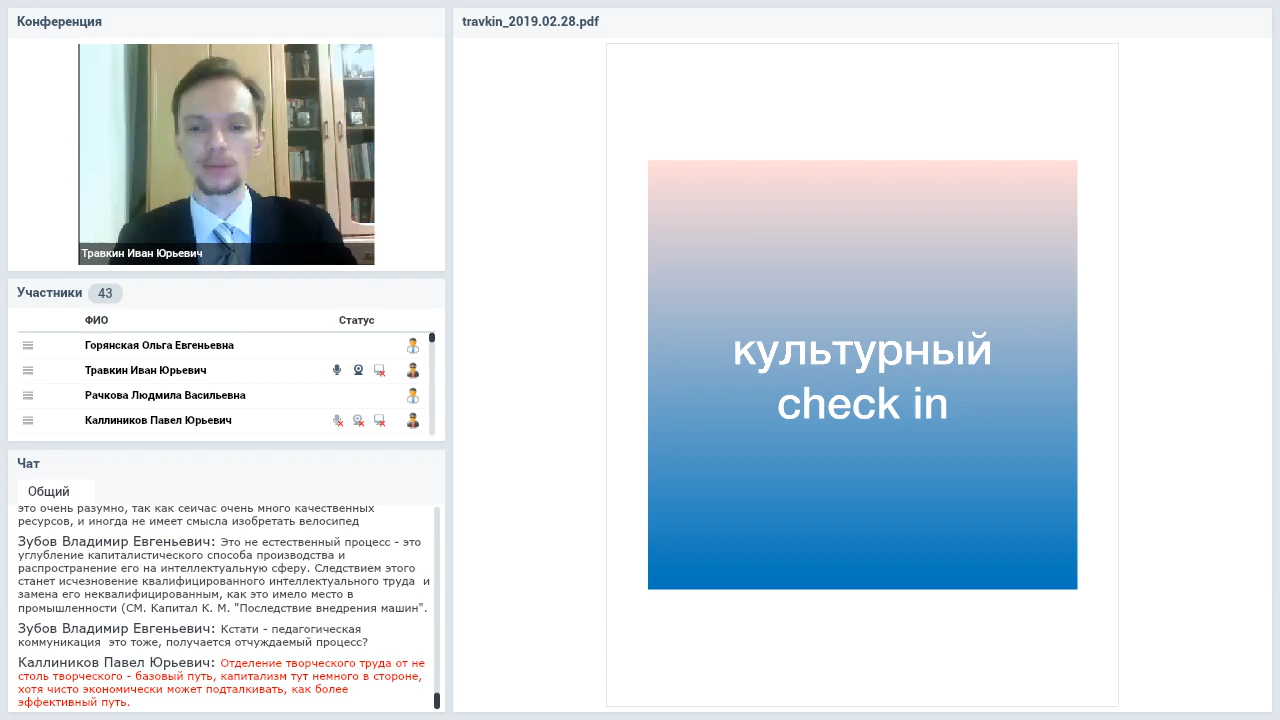 Конференция
Травкин Иван Юрьевич
Участники 43
ФИО Статус
Горянская Ольга Евгеньевна
Травкин Иван Юрьевич
Рачкова Людмила Васильевна
Каллиников Павел Юрьевич
Чат
Общий
это очень разумно, так как сейчас очень много качественных
ресурсов, и иногда не имеет смысла изобретать велосипед
Зубов Владимир Евгеньевич: Это не естественный процесс - это
углубление капиталистического способа производства и
распространение его на интеллектуальную сферу. Следствием этого
станет исчезновение квалифицированного интеллектуального труда и
замена его неквалифицированным, как это имело место в
промышленности (СМ. Капитал К. М. "Последствие внедрения машин".
Зубов Владимир Евгеньевич: Кстати - педагогическая
коммуникация это тоже, получается отчуждаемый процесс?
Каллиников Павел Юрьевич: Отделение творческого труда от не
столь творческого - базовый путь, капитализм тут немного в стороне,
хотя чисто экономически может подталкивать, как более
эффективный путь.
travkin_2019.02.28.pdf
культурный
check in